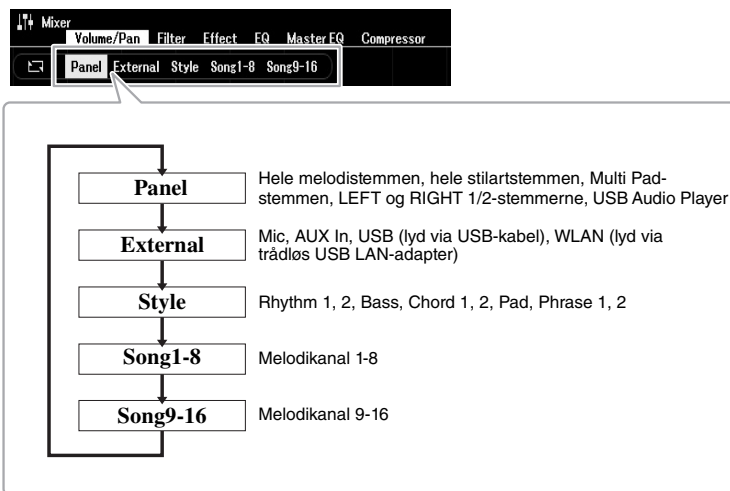 Mixer
Volume/Pan Filter Effect EQ Master EQ Compressor
Panel External Style Song1-8 Song9-16
Panel
Hele melodistemmen, hele stilartstemmen, Multi Pad-
stemmen, LEFT og RIGHT 1/2-stemmerne, USB Audio Player
External
Mic, AUX In, USB (lyd via USB-kabel), WLAN (lyd via
trådløs USB LAN-adapter)
Style
Rhythm 1, 2, Bass, Chord 1, 2, Pad, Phrase 1, 2
Song1-8
Melodikanal 1-8
Song9-16
Melodikanal 9-16